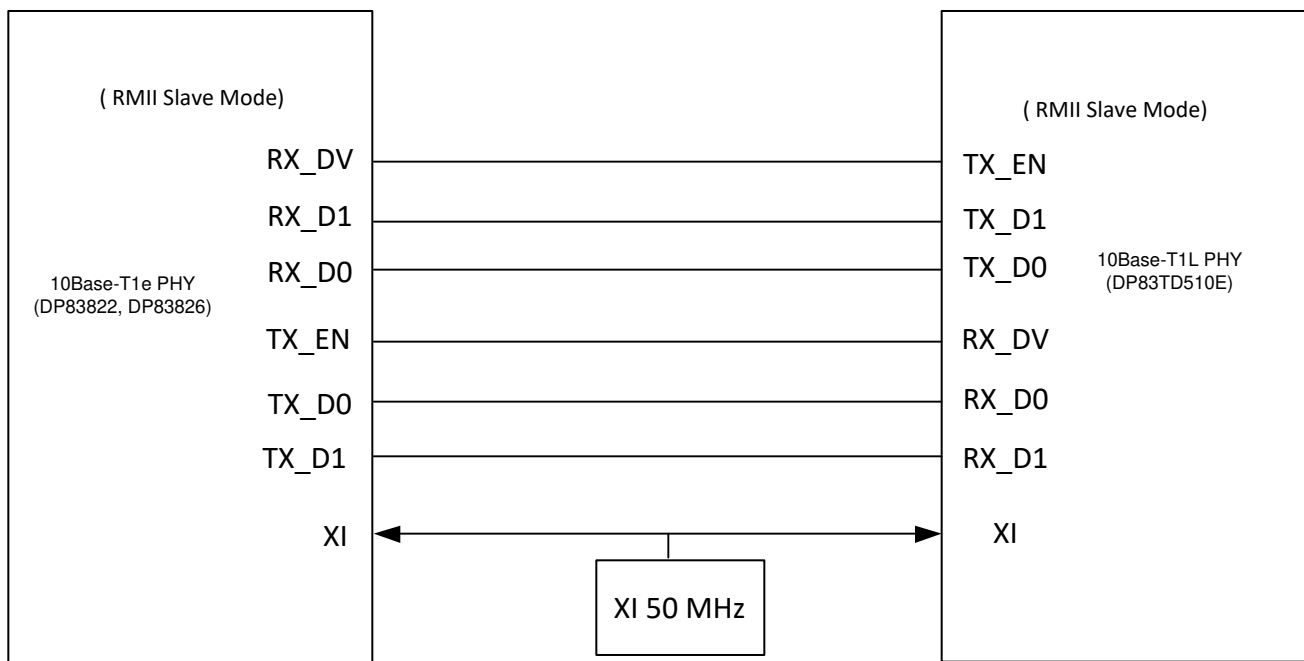 ( RMII Slave Mode)
RX_DV
RX_D1
RX_D0
TX_EN
TX_D0
TX_D1
XI
10Base-T1e PHY
(DP83822, DP83826)
XI 50 MHz
( RMII Slave Mode)
TX_EN
TX_D1
TX_D0
RX_DV
RX_D0
RX_D1
XI
10Base-T1L PHY
(DP83TD510E)